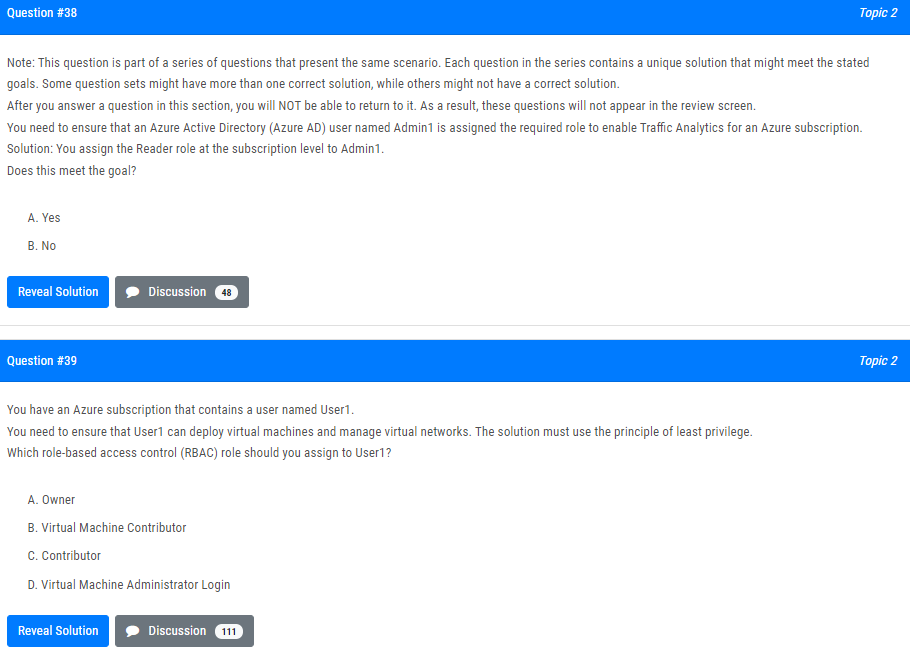 Question #38
Topic 2
Note: This question is part of a series of questions that present the same scenario. Each question in the series contains a unique solution that might meet the stated
goals. Some question sets might have more than one correct solution, while others might not have a correct solution.
After you answer a question in this section, you will NOT be able to return to it. As a result, these questions will not appear in the review screen.
You need to ensure that an Azure Active Directory (Azure AD) user named Admin1 is assigned the required role to enable Traffic Analytics for an Azure subscription.
Solution: You assign the Reader role at the subscription level to Admin1.
Does this meet the goal?
A. Yes
B. No
Reveal Solution
Discussion 48
Question #39
Topic 2
You have an Azure subscription that contains a user named User1.
You need to ensure that User1 can deploy virtual machines and manage virtual networks. The solution must use the principle of least privilege.
Which role-based access control (RBAC) role should you assign to User1?
A. Owner
B. Virtual Machine Contributor
C. Contributor
D. Virtual Machine Administrator Login
Reveal Solution
Discussion 111